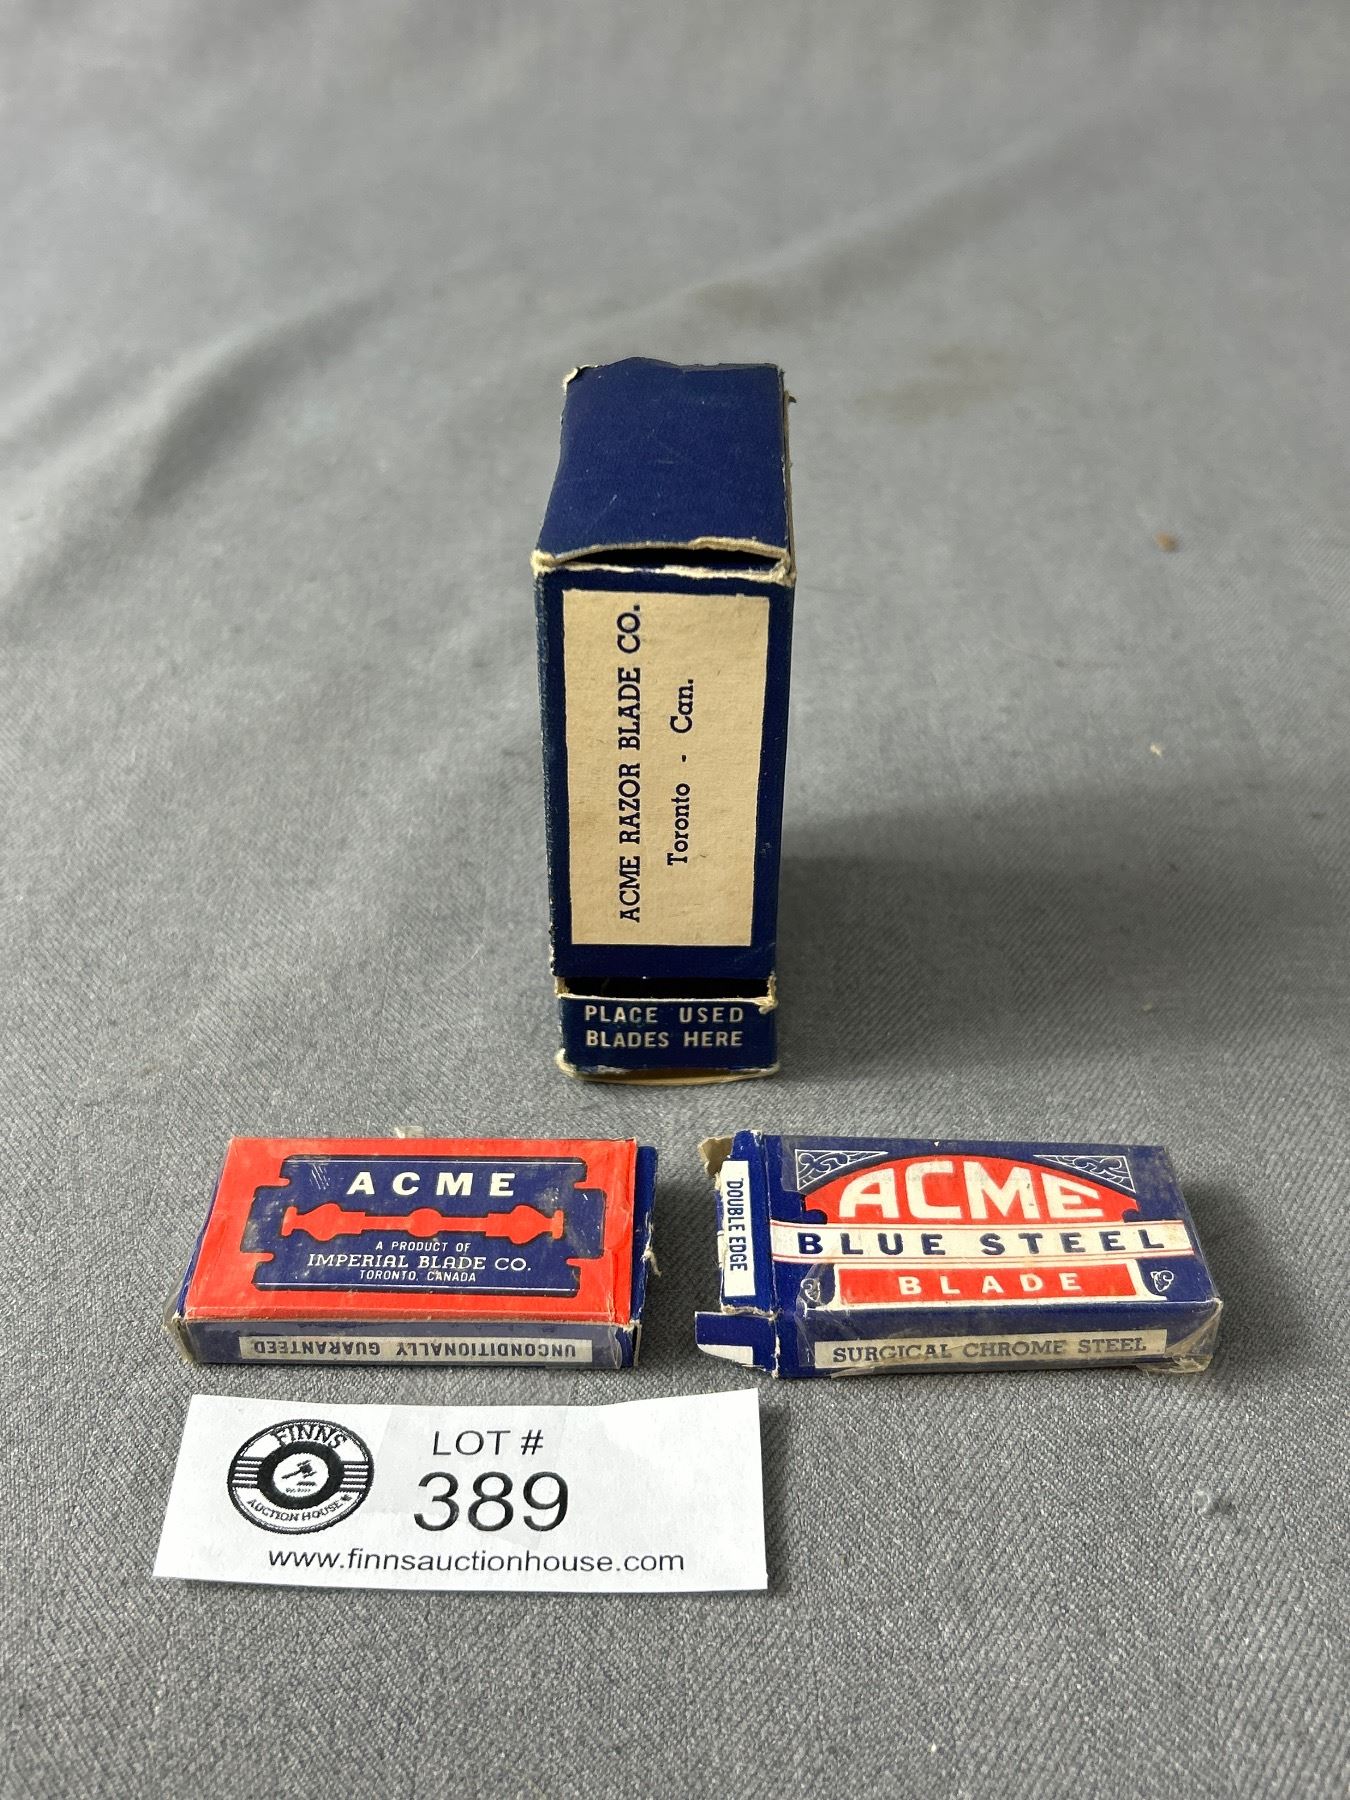 ACME RAZOR BLADE CO.
Toronto - Can.
PLACE USED
BLADES HERE
ACME
A PRODUCT OF
IMPERIAL BLADE CO.
TORONTO, CANADA
UNCONDITIONALLY GUARANTEED
DOUBLE EDGE
ACME
BLUE STEEL
BLADE
SURGICAL CHROME STEEL
FINNS
AUCTION HOUSE
LOT #
389
www.finnsauctionhouse.com